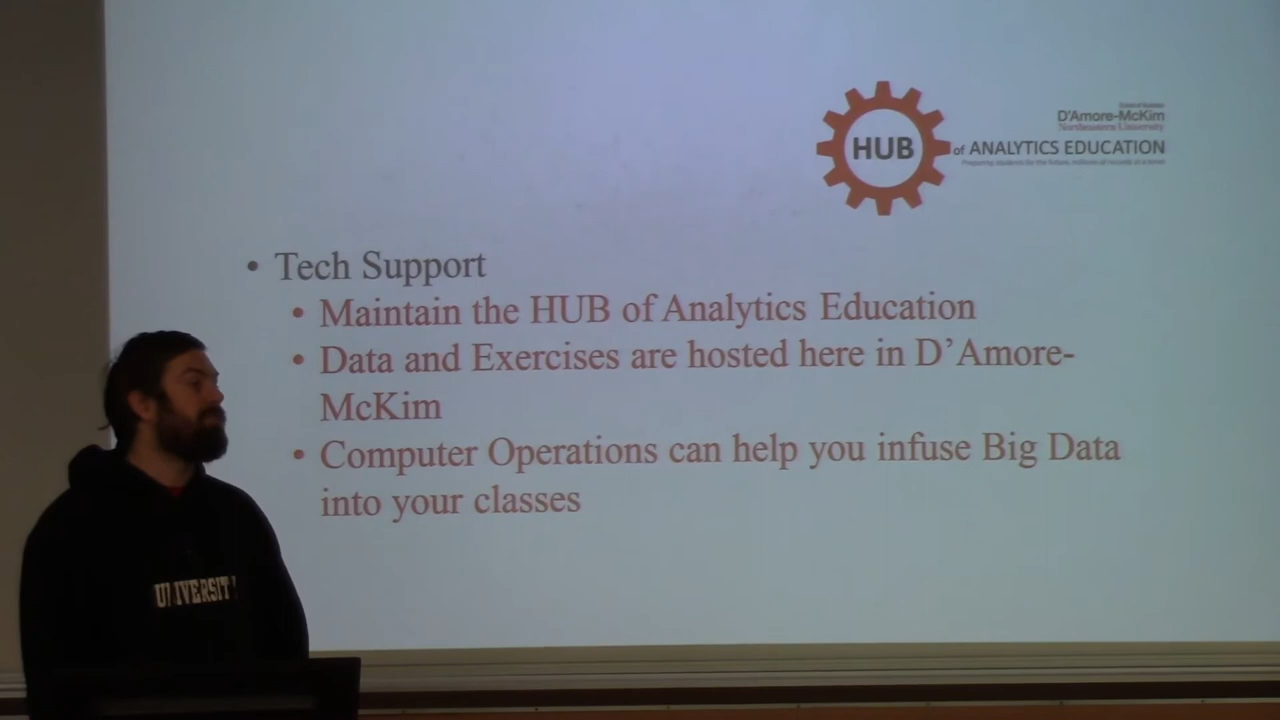 D'Amore-McKim
Northeastern University
HUB of ANALYTICS EDUCATION
• Tech Support
• Maintain the HUB of Analytics Education
• Data and Exercises are hosted here in D’Amore-
McKim
• Computer Operations can help you infuse Big Data
into your classes
UNIVERSIT